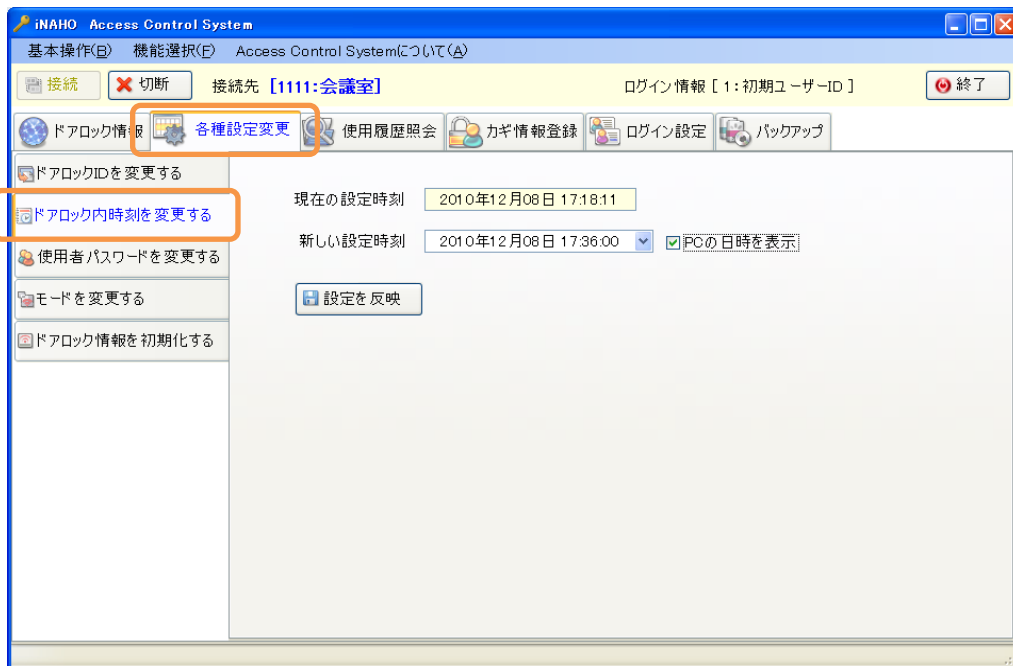 iNAHO Access Control System
基本操作(B) 機能選択(F) Access Control Systemについて(A)
接続 切断 接続先 [1111:会議室] ログイン情報 [ 1 : 初期ユーザーID ] 終了
ドアロック情報 各種設定変更 使用履歴照会 カギ情報登録 ログイン設定 バックアップ
ドアロックIDを変更する
ドアロック内時刻を変更する
使用者パスワードを変更する
モードを変更する
ドアロック情報を初期化する
現在の設定時刻 2010年12月08日 17:18:11
新しい設定時刻 2010年12月08日 17:36:00 PCの日時を表示
設定を反映